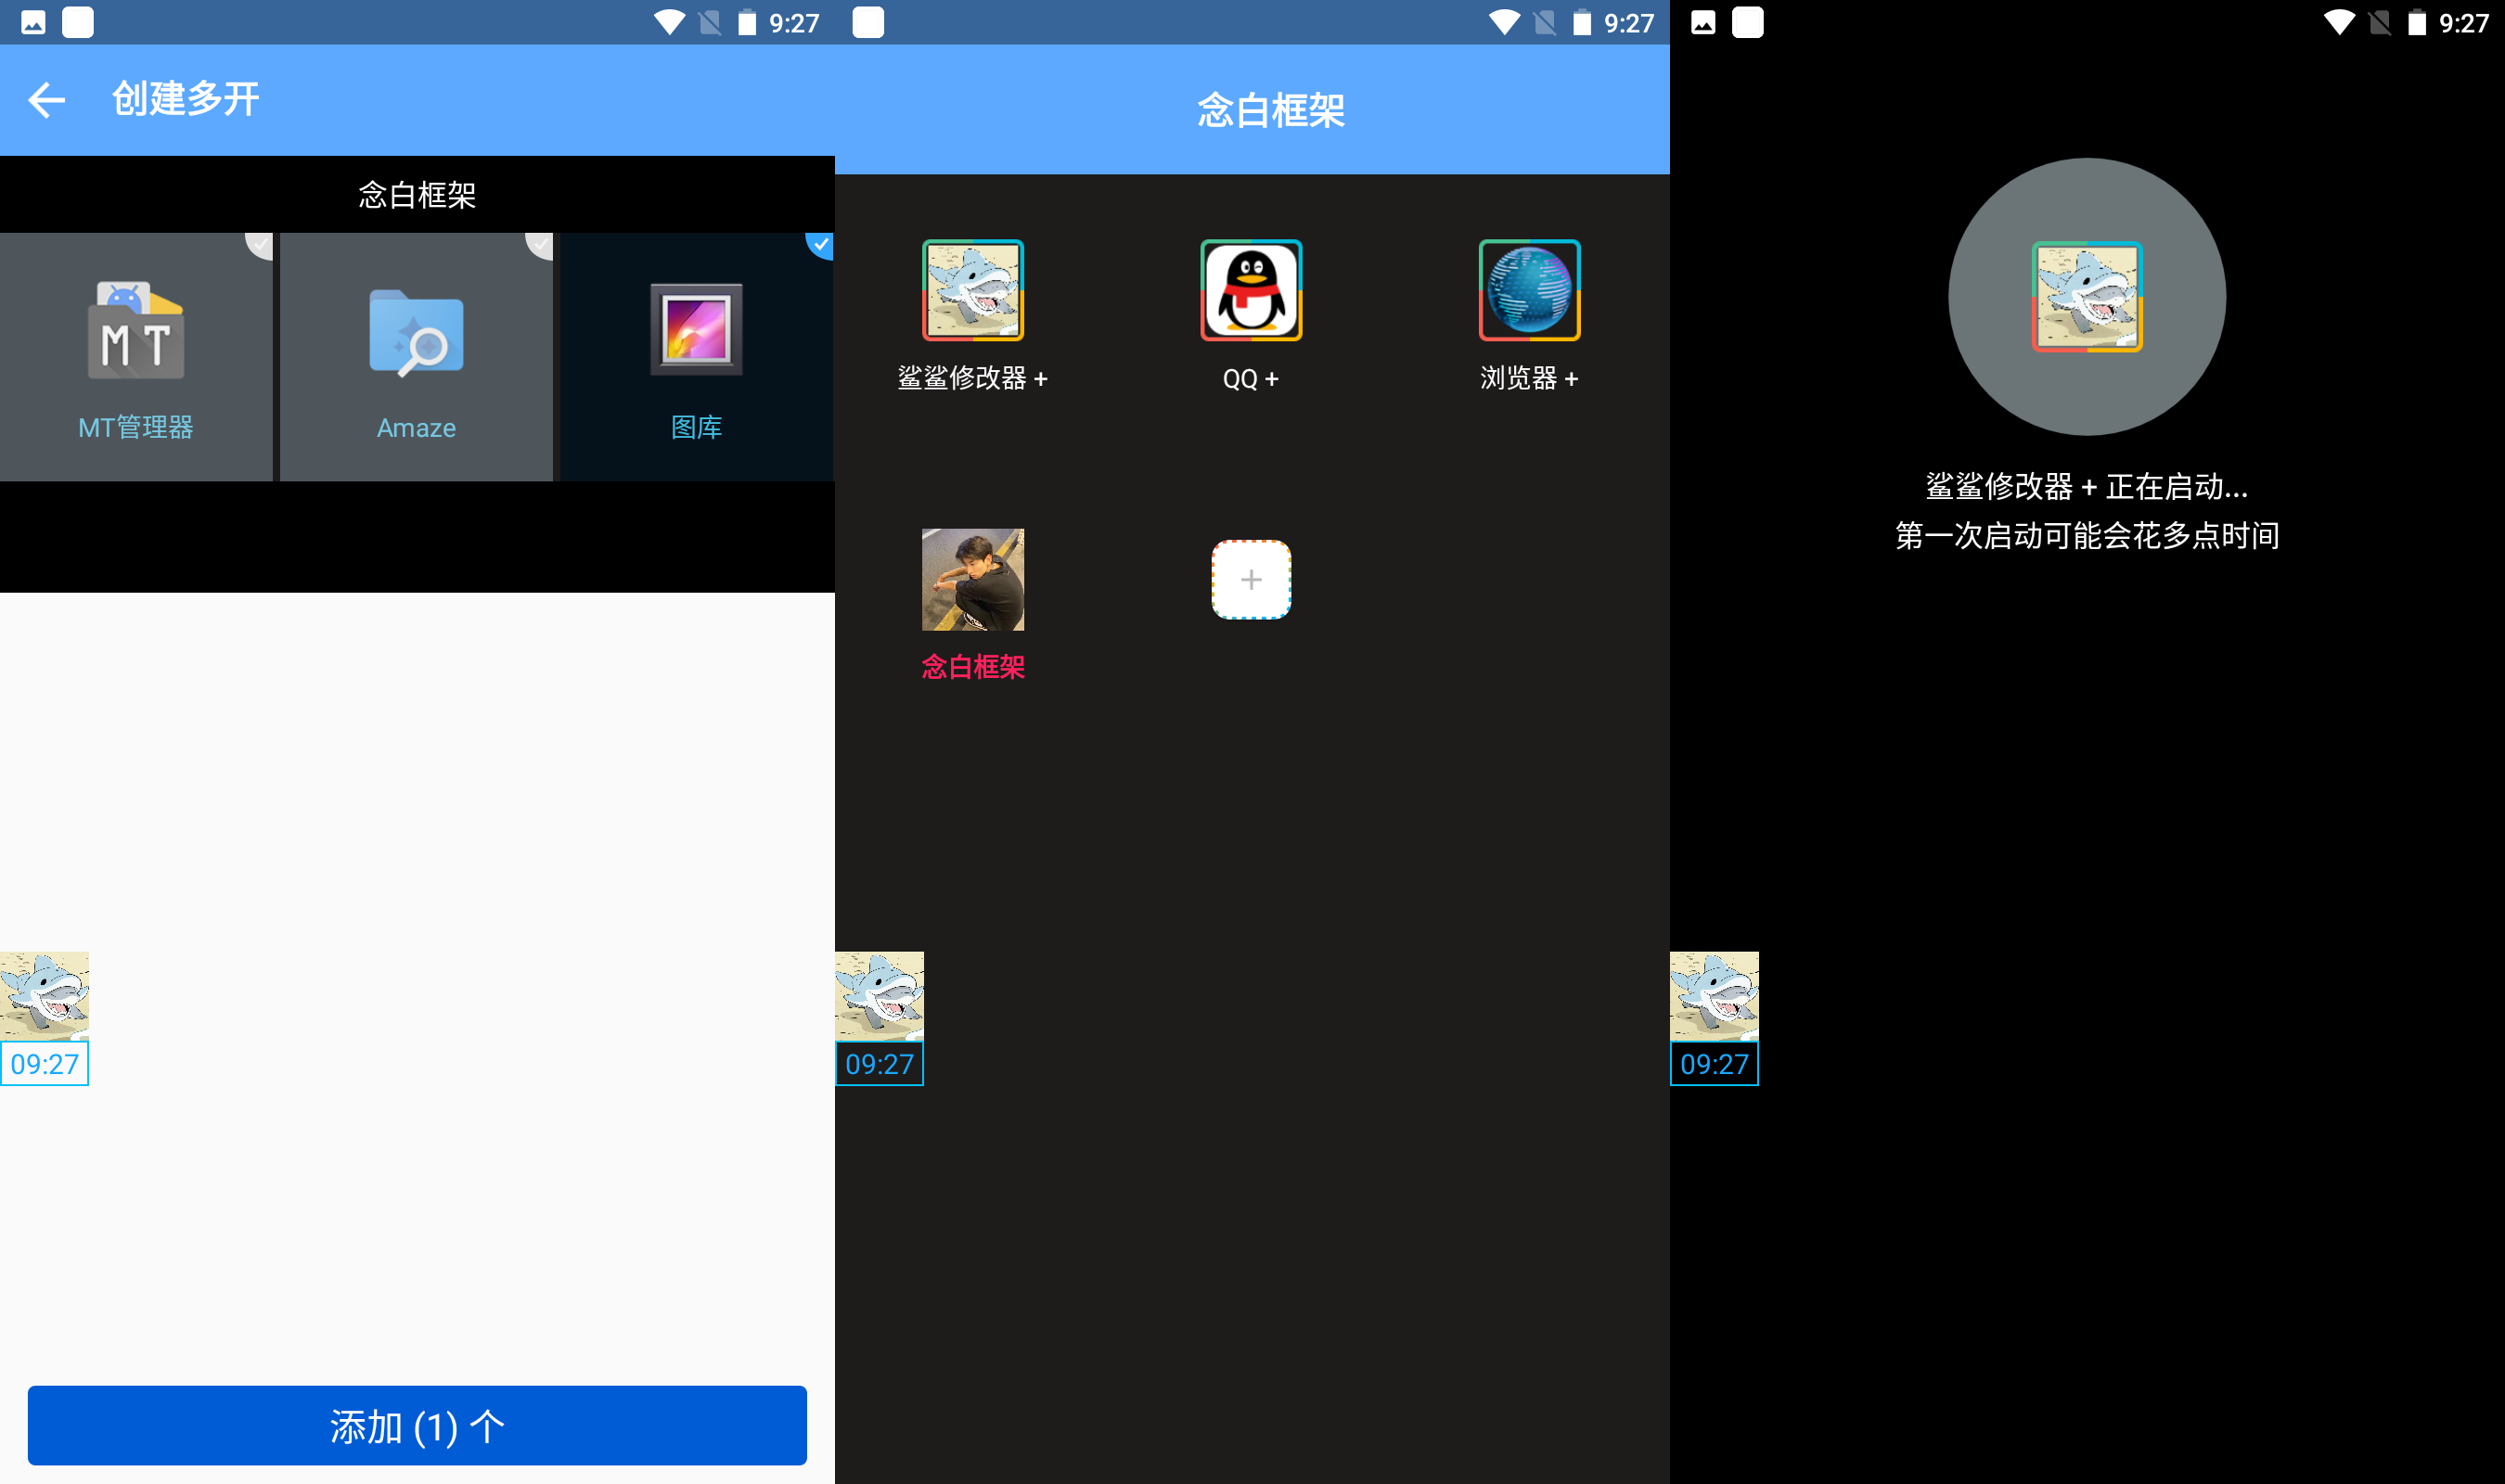 9:27
创建多开
念白框架
MT管理器
Amaze
图库
09:27
添加 (1) 个
9:27
念白框架
鲨鲨修改器 +
QQ +
浏览器 +
念白框架
+
09:27
9:27
鲨鲨修改器 + 正在启动...
第一次启动可能会花多点时间
09:27